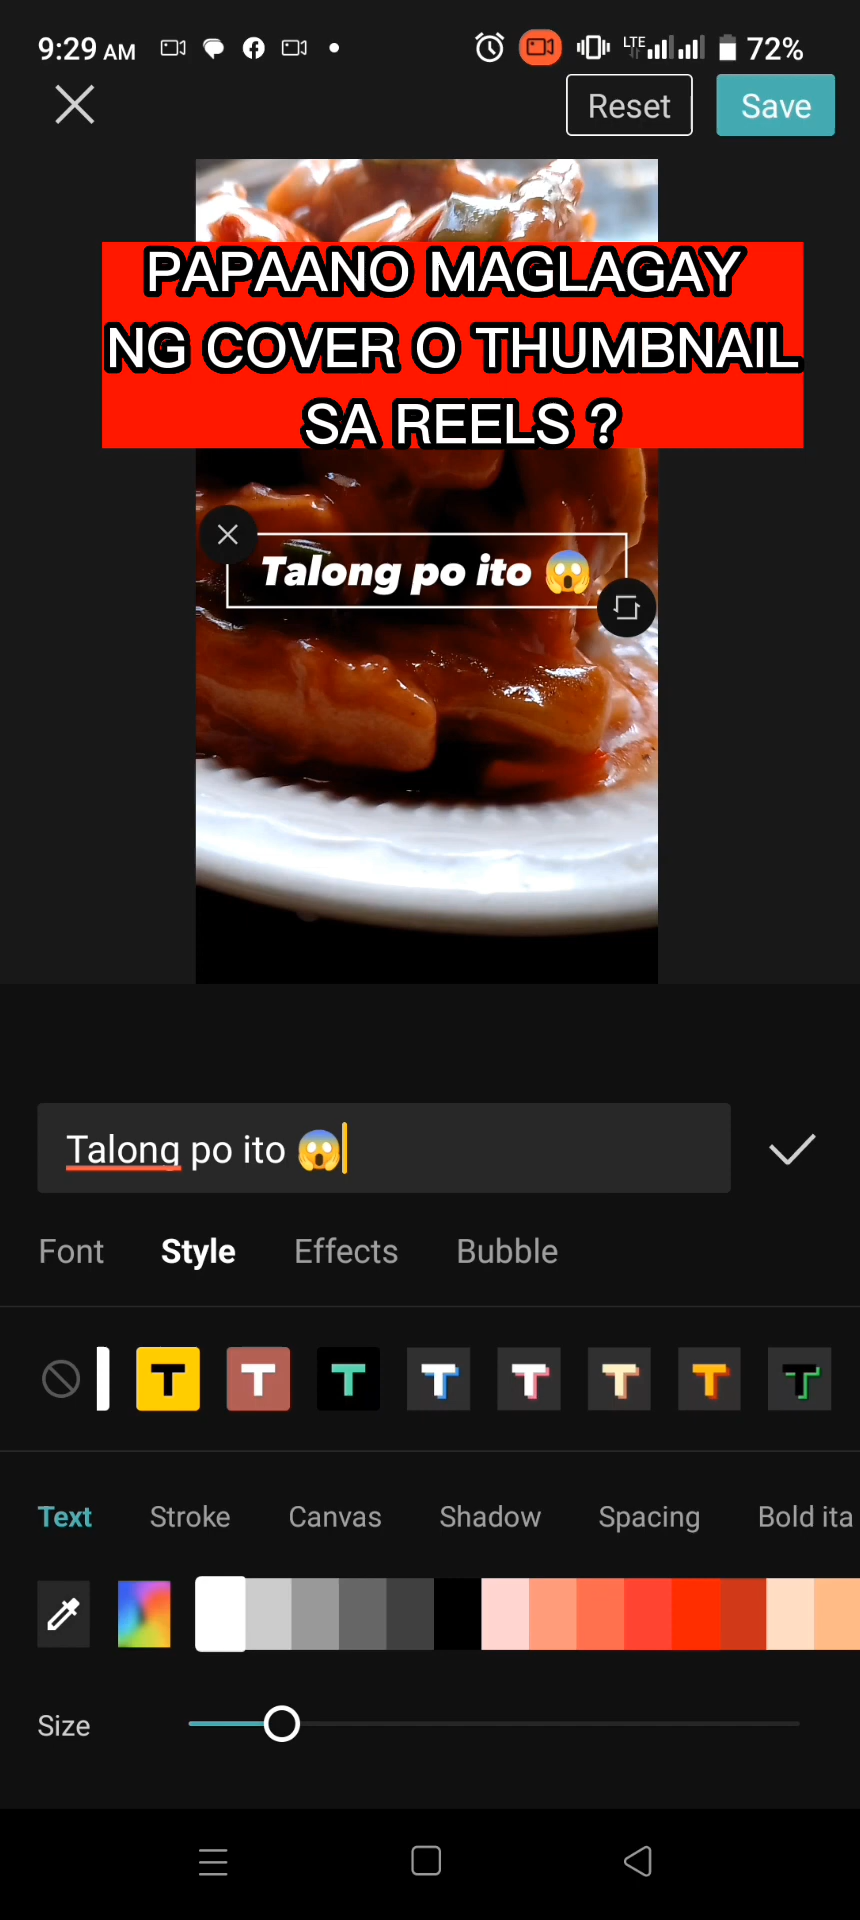 9:29 AM LTE 72%
Reset Save
PAPAANO MAGLAGAY
NG COVER O THUMBNAIL
SA REELS ?
Talong po ito 😱
Talong po ito 😱
Font Style Effects Bubble
T T T T T T T T
Text Stroke Canvas Shadow Spacing Bold ita
Size